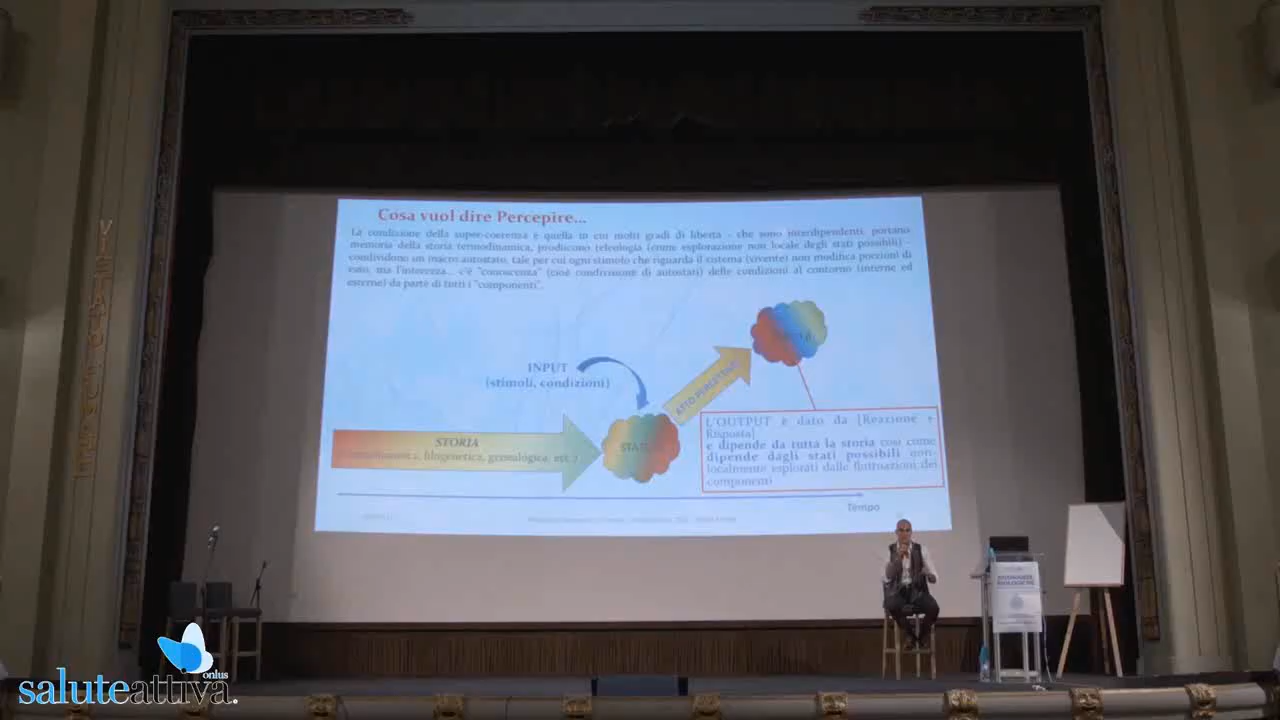 Cosa vuol dire Percepire...
La condizione della super-coerenza è quella in cui molti gradi di libertà - che sono interdipendenti, portano
memoria della storia termodinamica, producono teleologia (come esplorazione non locale degli stati possibili) -
condividono un macro autostato, tale per cui ogni stimolo che riguarda il sistema (vivente) non modifica porzioni di
esso, ma l'interezza... c'è "conoscenza" (cioè condivisione di autostati) delle condizioni al contorno (interne ed
esterne) da parte di tutti i "componenti".
INPUT
(stimoli, condizioni)
ATTO PERCETTIVO
STORIA
filogenetica, genealogica, etc.)
L'OUTPUT è dato da [Reazione +
Risposta]
e dipende da tutta la storia così come
dipende dagli stati possibili non-
localmente esplorati dalle fluttuazioni dei
componenti
Tempo
saluteattiva.
onlus